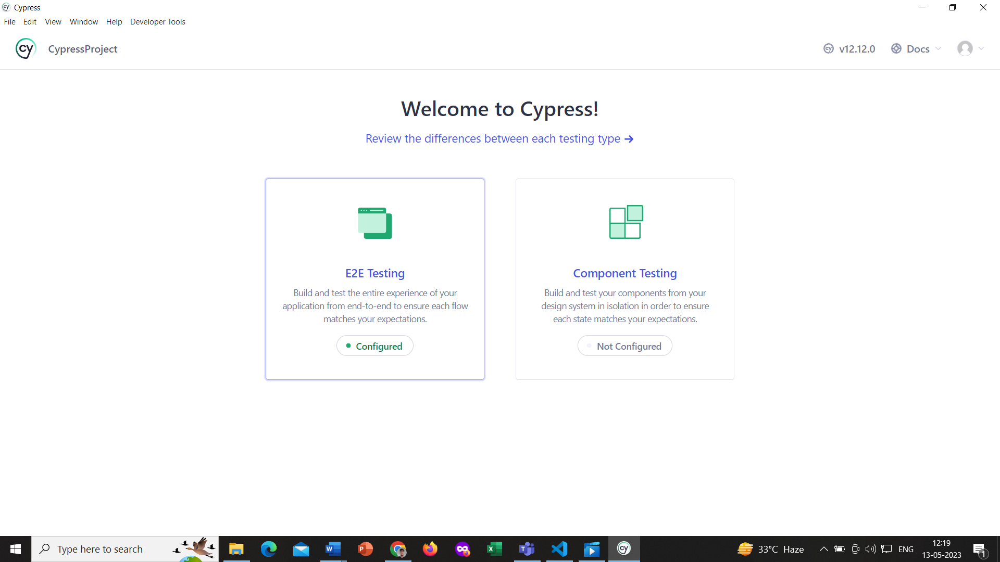 Cypress
File Edit View Window Help Developer Tools
cy CypressProject v12.12.0 Docs
Welcome to Cypress!
Review the differences between each testing type →
E2E Testing
Build and test the entire experience of your
application from end-to-end to ensure each flow
matches your expectations.
Configured
Component Testing
Build and test your components from your
design system in isolation in order to ensure
each state matches your expectations.
Not Configured
Type here to search
33°C Haze
ENG
12:19
13-05-2023
1